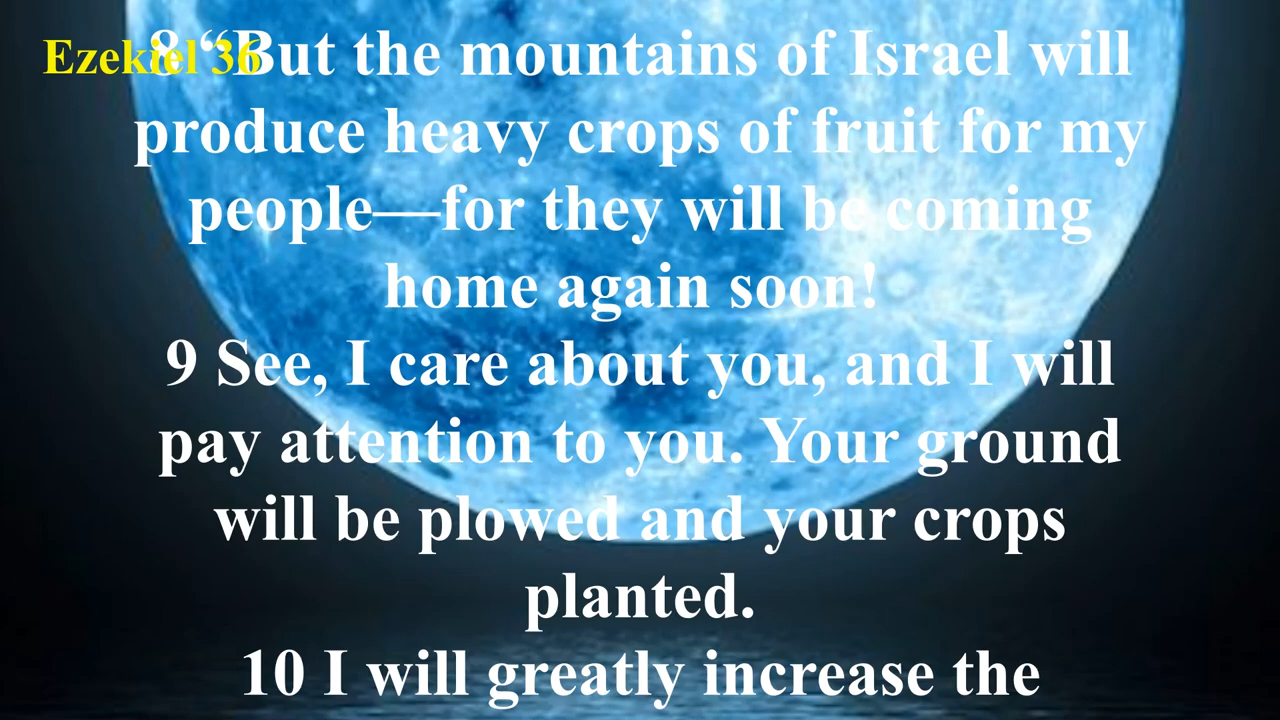 Ezekiel 36
8 “But the mountains of Israel will
produce heavy crops of fruit for my
people—for they will be coming
home again soon!
9 See, I care about you, and I will
pay attention to you. Your ground
will be plowed and your crops
planted.
10 I will greatly increase the